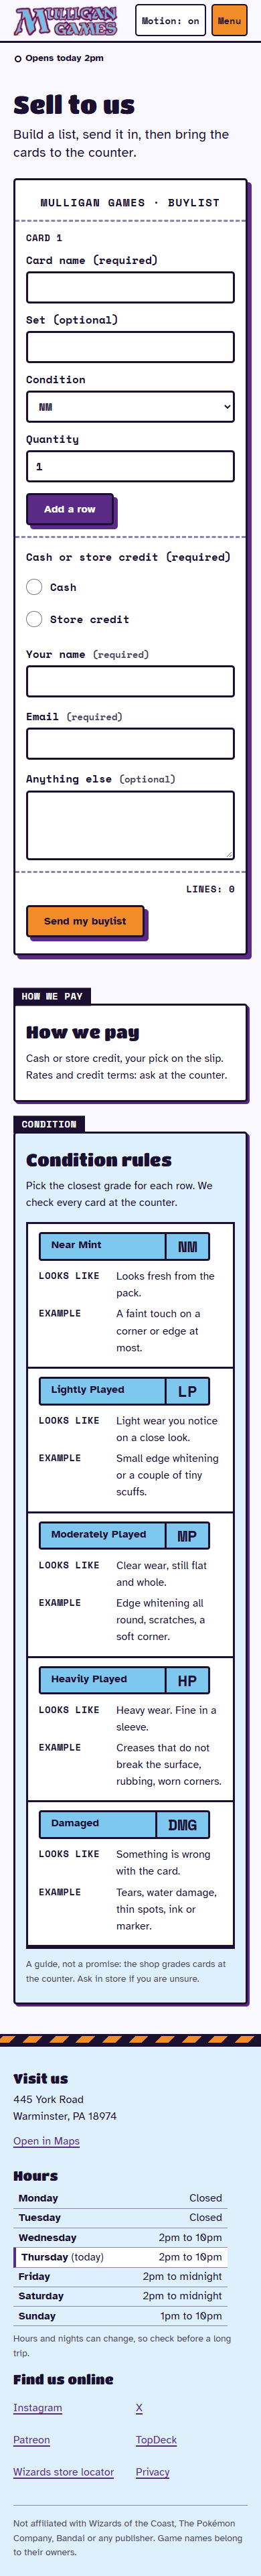 MULLIGAN
GAMES
Motion: on
Menu
Opens today 2pm
Sell to us
Build a list, send it in, then bring the
cards to the counter.
MULLIGAN GAMES · BUYLIST
CARD 1
Card name (required)
Set (optional)
Condition
NM
Quantity
1
Add a row
Cash or store credit (required)
Cash
Store credit
Your name (required)
Email (required)
Anything else (optional)
LINES: 0
Send my buylist
HOW WE PAY
How we pay
Cash or store credit, your pick on the slip.
Rates and credit terms: ask at the counter.
CONDITION
Condition rules
Pick the closest grade for each row. We
check every card at the counter.
Near Mint NM
LOOKS LIKE Looks fresh from the
pack.
EXAMPLE A faint touch on a
corner or edge at
most.
Lightly Played LP
LOOKS LIKE Light wear you notice
on a close look.
EXAMPLE Small edge whitening
or a couple of tiny
scuffs.
Moderately Played MP
LOOKS LIKE Clear wear, still flat
and whole.
EXAMPLE Edge whitening all
round, scratches, a
soft corner.
Heavily Played HP
LOOKS LIKE Heavy wear. Fine in a
sleeve.
EXAMPLE Creases that do not
break the surface,
rubbing, worn corners.
Damaged DMG
LOOKS LIKE Something is wrong
with the card.
EXAMPLE Tears, water damage,
thin spots, ink or
marker.
A guide, not a promise: the shop grades cards at
the counter. Ask in store if you are unsure.
Visit us
445 York Road
Warminster, PA 18974
Open in Maps
Hours
Monday Closed
Tuesday Closed
Wednesday 2pm to 10pm
Thursday (today) 2pm to 10pm
Friday 2pm to midnight
Saturday 2pm to midnight
Sunday 1pm to 10pm
Hours and nights can change, so check before a long
trip.
Find us online
Instagram X
Patreon TopDeck
Wizards store locator Privacy
Not affiliated with Wizards of the Coast, The Pokémon
Company, Bandai or any publisher. Game names belong
to their owners.